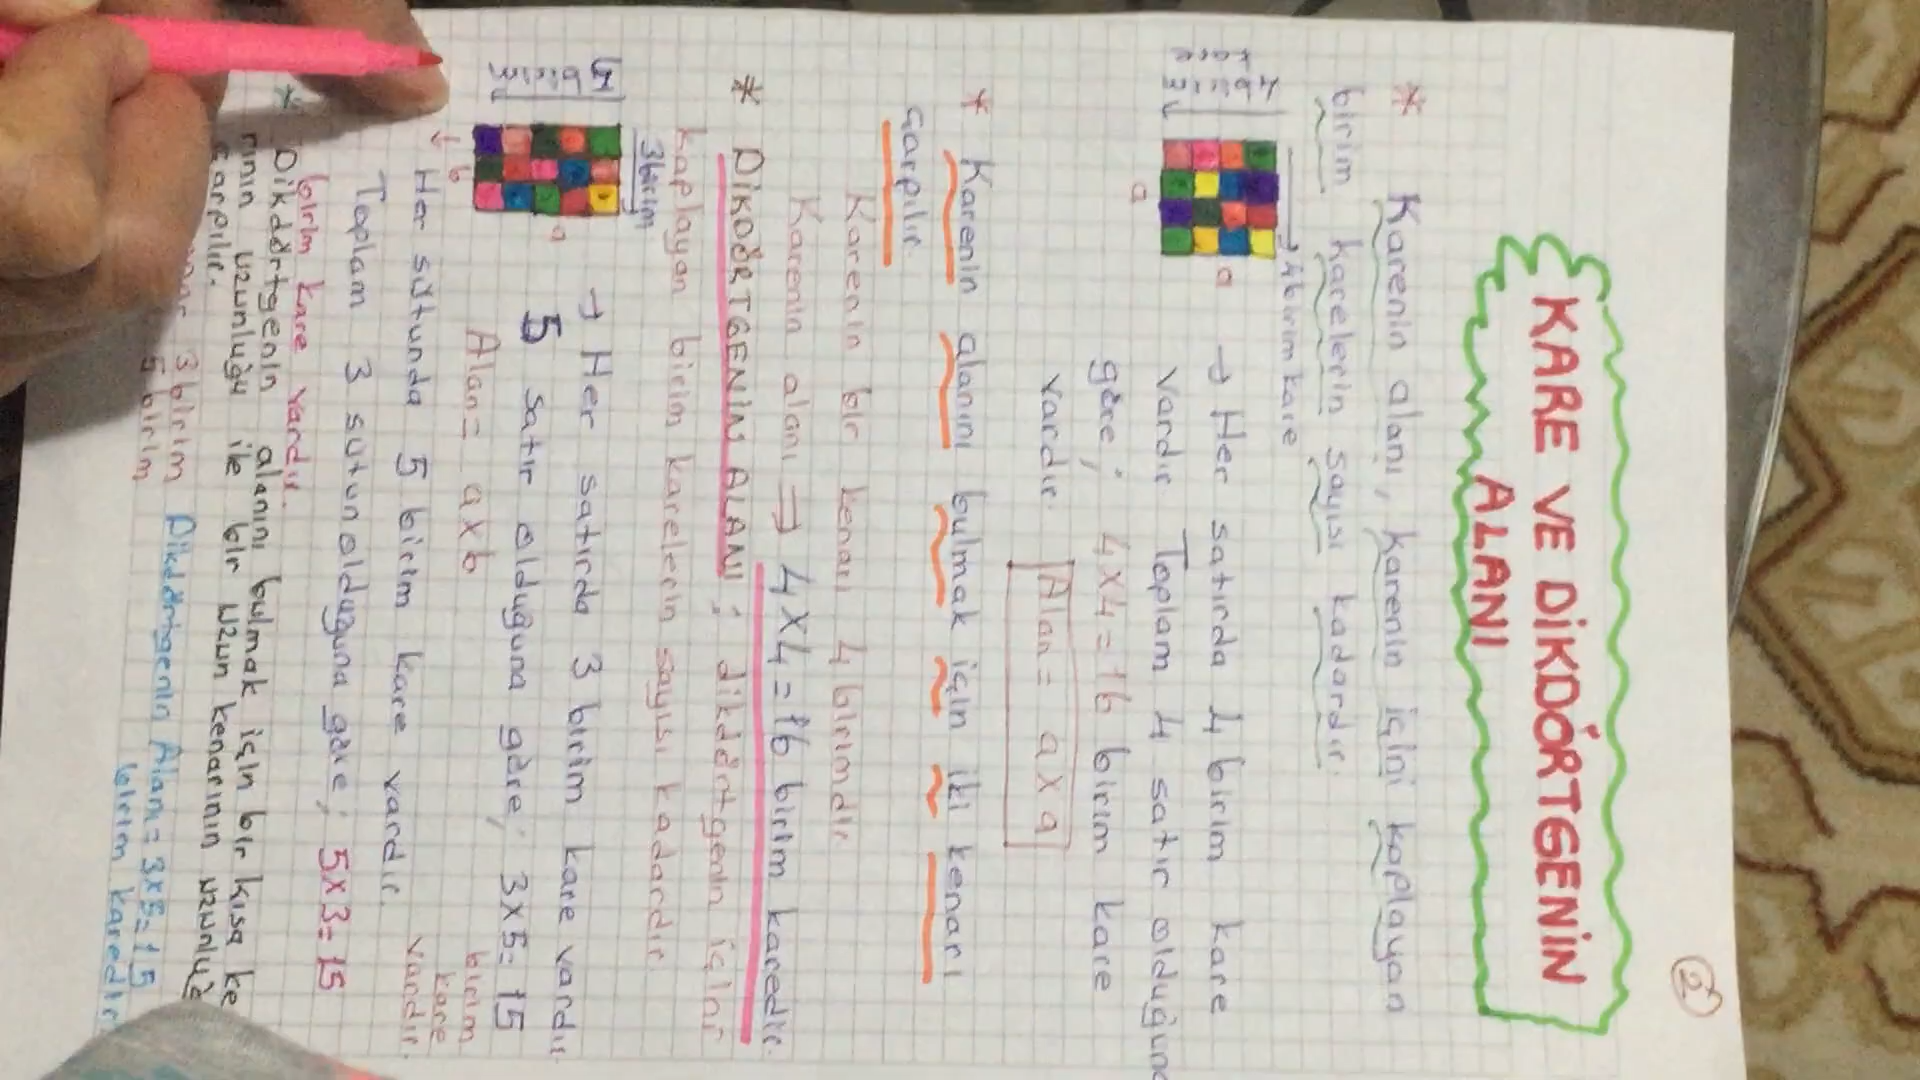 2
KARE VE DİKDÖRTGENİN
ALANI
* Karenin alanı, karenin içini kaplayan
birim karelerin sayısı kadardır.
4 birim kare
a
a
→ Her satırda 4 birim kare
vardır. Toplam 4 satır olduğuna
göre; 4x4=16 birim kare
vardır.
Alan= a x a
* Karenin alanını bulmak için iki kenarı
çarpılır.
Karenin bir kenarı 4 birimdir.
Karenin alanı ⇒ 4x4=16 birim karedir.
* DİKDÖRTGENİN ALANI; dikdörtgenin içini
kaplayan birim karelerin sayısı kadardır.
3 birim
birim
a
b
→ Her satırda 3 birim kare vardır.
5 satır olduğuna göre; 3x5=15
birim
kare
vardır.
Alan= a x b
Her sütunda 5 birim kare vardır.
Toplam 3 sütun olduğuna göre; 5x3=15
birim kare vardır.
* Dikdörtgenin alanını bulmak için bir kısa ke
nının uzunluğu ile bir uzun kenarının uzunluğu
çarpılır.
3 birim
5 birim
Dikdörtgenin Alanı= 3x5=15
birim karedir.